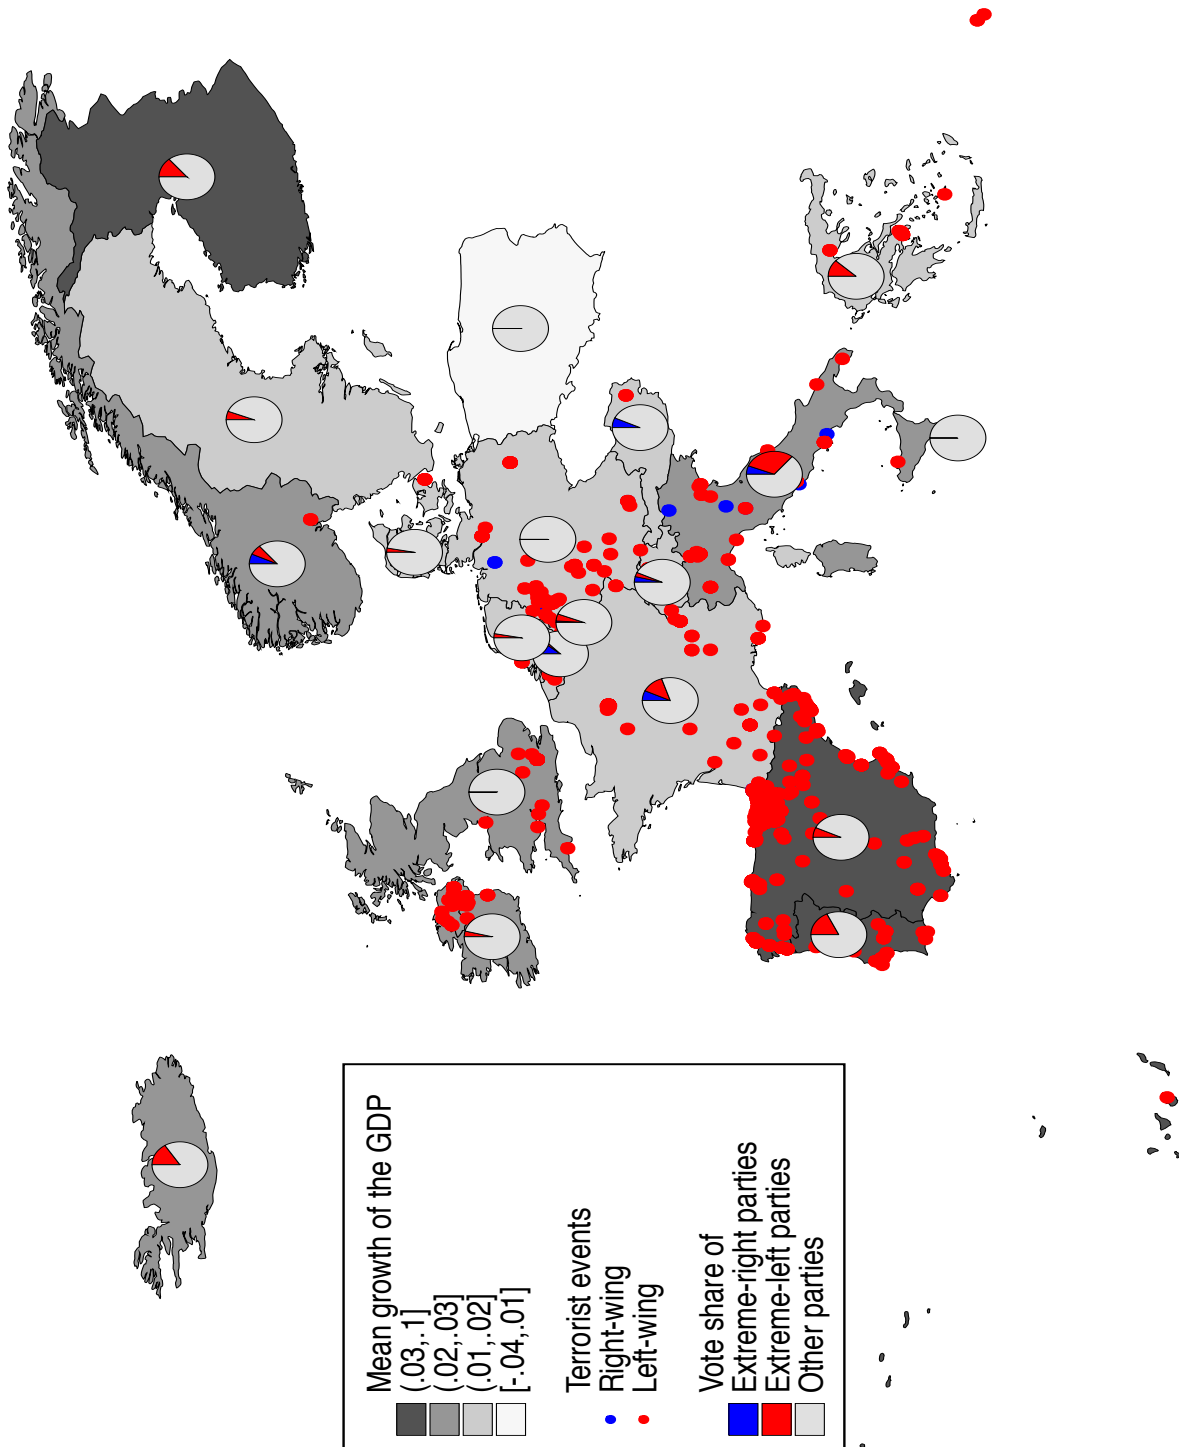 Mean growth of the GDP
(.03,.1]
(.02,.03]
(.01,.02]
[-.04,.01]
Terrorist events
Right-wing
Left-wing
Vote share of
Extreme-right parties
Extreme-left parties
Other parties